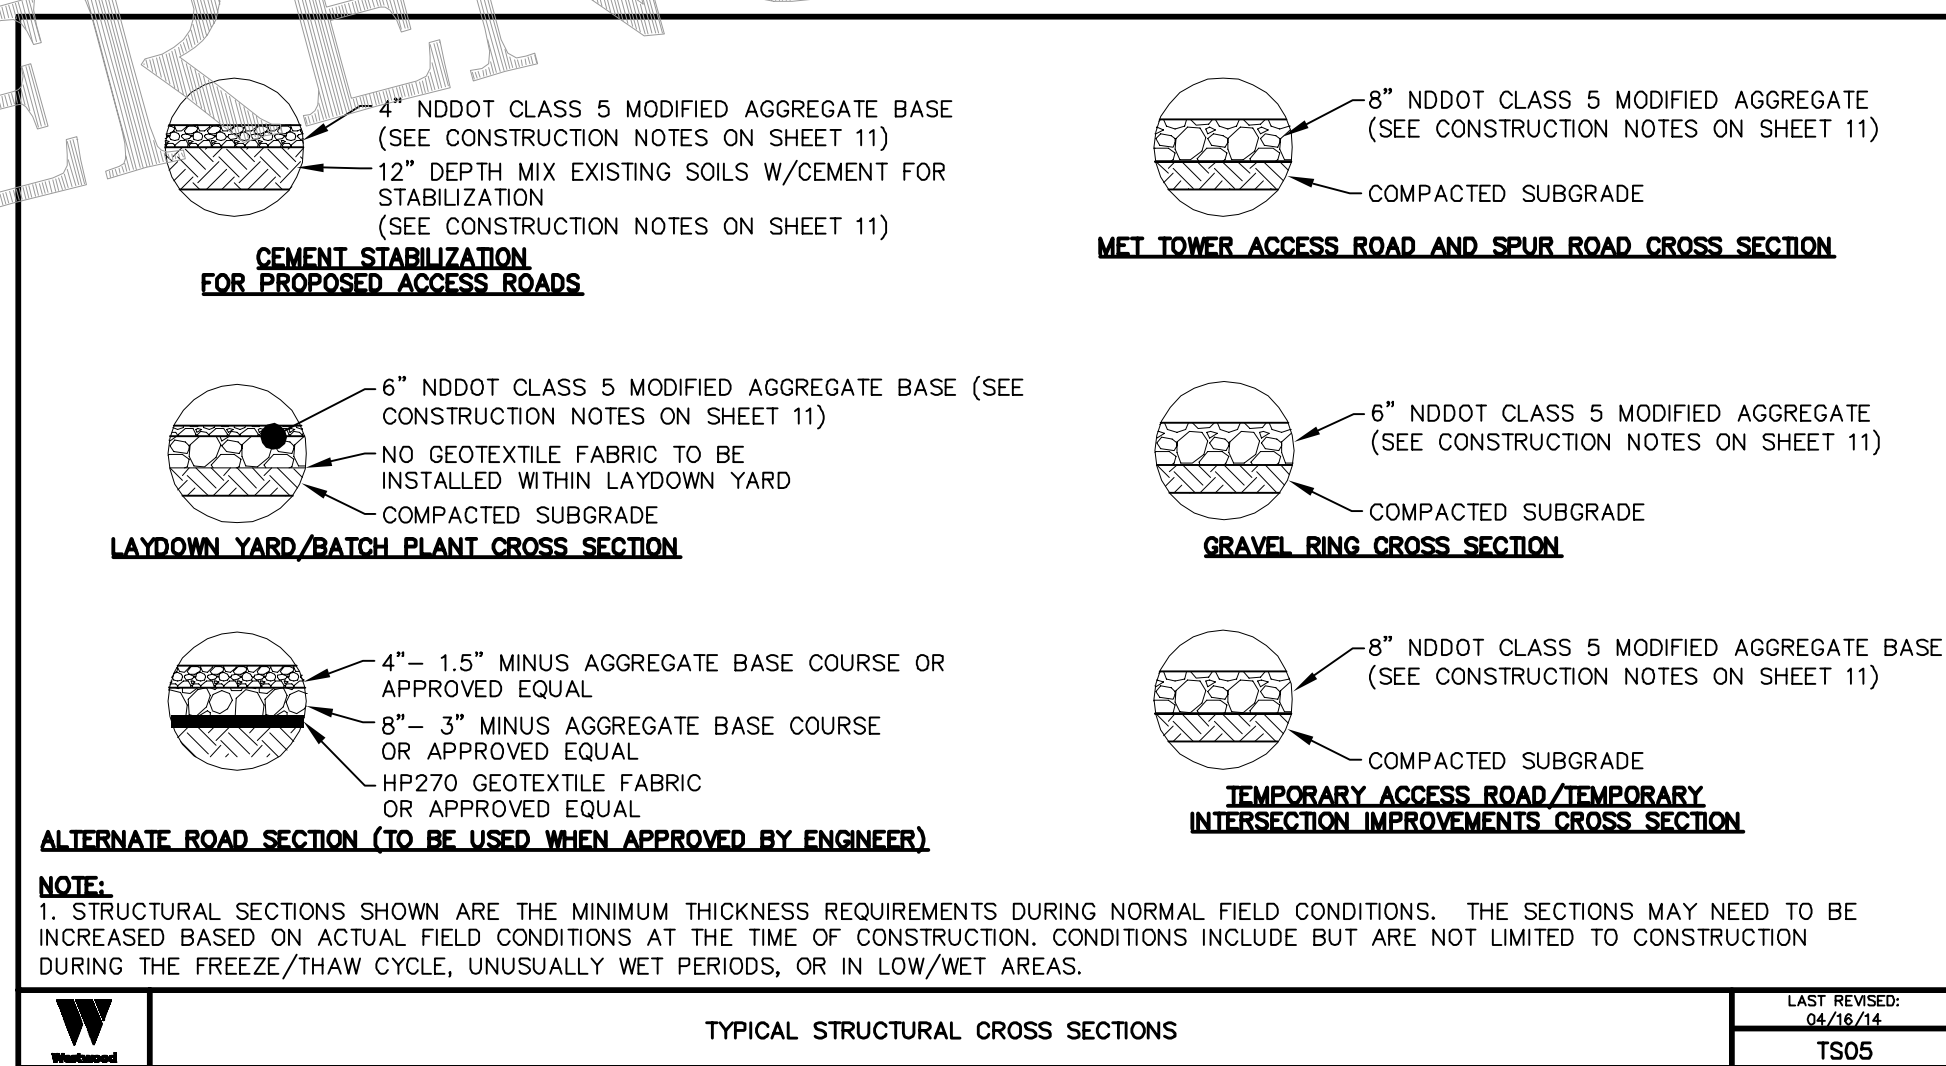 4" NDDOT CLASS 5 MODIFIED AGGREGATE BASE
(SEE CONSTRUCTION NOTES ON SHEET 11)
12" DEPTH MIX EXISTING SOILS W/CEMENT FOR
STABILIZATION
(SEE CONSTRUCTION NOTES ON SHEET 11)
CEMENT STABILIZATION
FOR PROPOSED ACCESS ROADS
8" NDDOT CLASS 5 MODIFIED AGGREGATE
(SEE CONSTRUCTION NOTES ON SHEET 11)
COMPACTED SUBGRADE
MET TOWER ACCESS ROAD AND SPUR ROAD CROSS SECTION
6" NDDOT CLASS 5 MODIFIED AGGREGATE BASE (SEE
CONSTRUCTION NOTES ON SHEET 11)
NO GEOTEXTILE FABRIC TO BE
INSTALLED WITHIN LAYDOWN YARD
COMPACTED SUBGRADE
LAYDOWN YARD/BATCH PLANT CROSS SECTION
6" NDDOT CLASS 5 MODIFIED AGGREGATE
(SEE CONSTRUCTION NOTES ON SHEET 11)
COMPACTED SUBGRADE
GRAVEL RING CROSS SECTION
4"– 1.5" MINUS AGGREGATE BASE COURSE OR
APPROVED EQUAL
8"– 3" MINUS AGGREGATE BASE COURSE
OR APPROVED EQUAL
HP270 GEOTEXTILE FABRIC
OR APPROVED EQUAL
ALTERNATE ROAD SECTION (TO BE USED WHEN APPROVED BY ENGINEER)
8" NDDOT CLASS 5 MODIFIED AGGREGATE BASE
(SEE CONSTRUCTION NOTES ON SHEET 11)
COMPACTED SUBGRADE
TEMPORARY ACCESS ROAD/TEMPORARY
INTERSECTION IMPROVEMENTS CROSS SECTION
NOTE:
1. STRUCTURAL SECTIONS SHOWN ARE THE MINIMUM THICKNESS REQUIREMENTS DURING NORMAL FIELD CONDITIONS. THE SECTIONS MAY NEED TO BE
INCREASED BASED ON ACTUAL FIELD CONDITIONS AT THE TIME OF CONSTRUCTION. CONDITIONS INCLUDE BUT ARE NOT LIMITED TO CONSTRUCTION
DURING THE FREEZE/THAW CYCLE, UNUSUALLY WET PERIODS, OR IN LOW/WET AREAS.
Westwood
TYPICAL STRUCTURAL CROSS SECTIONS
LAST REVISED:
04/16/14
TS05